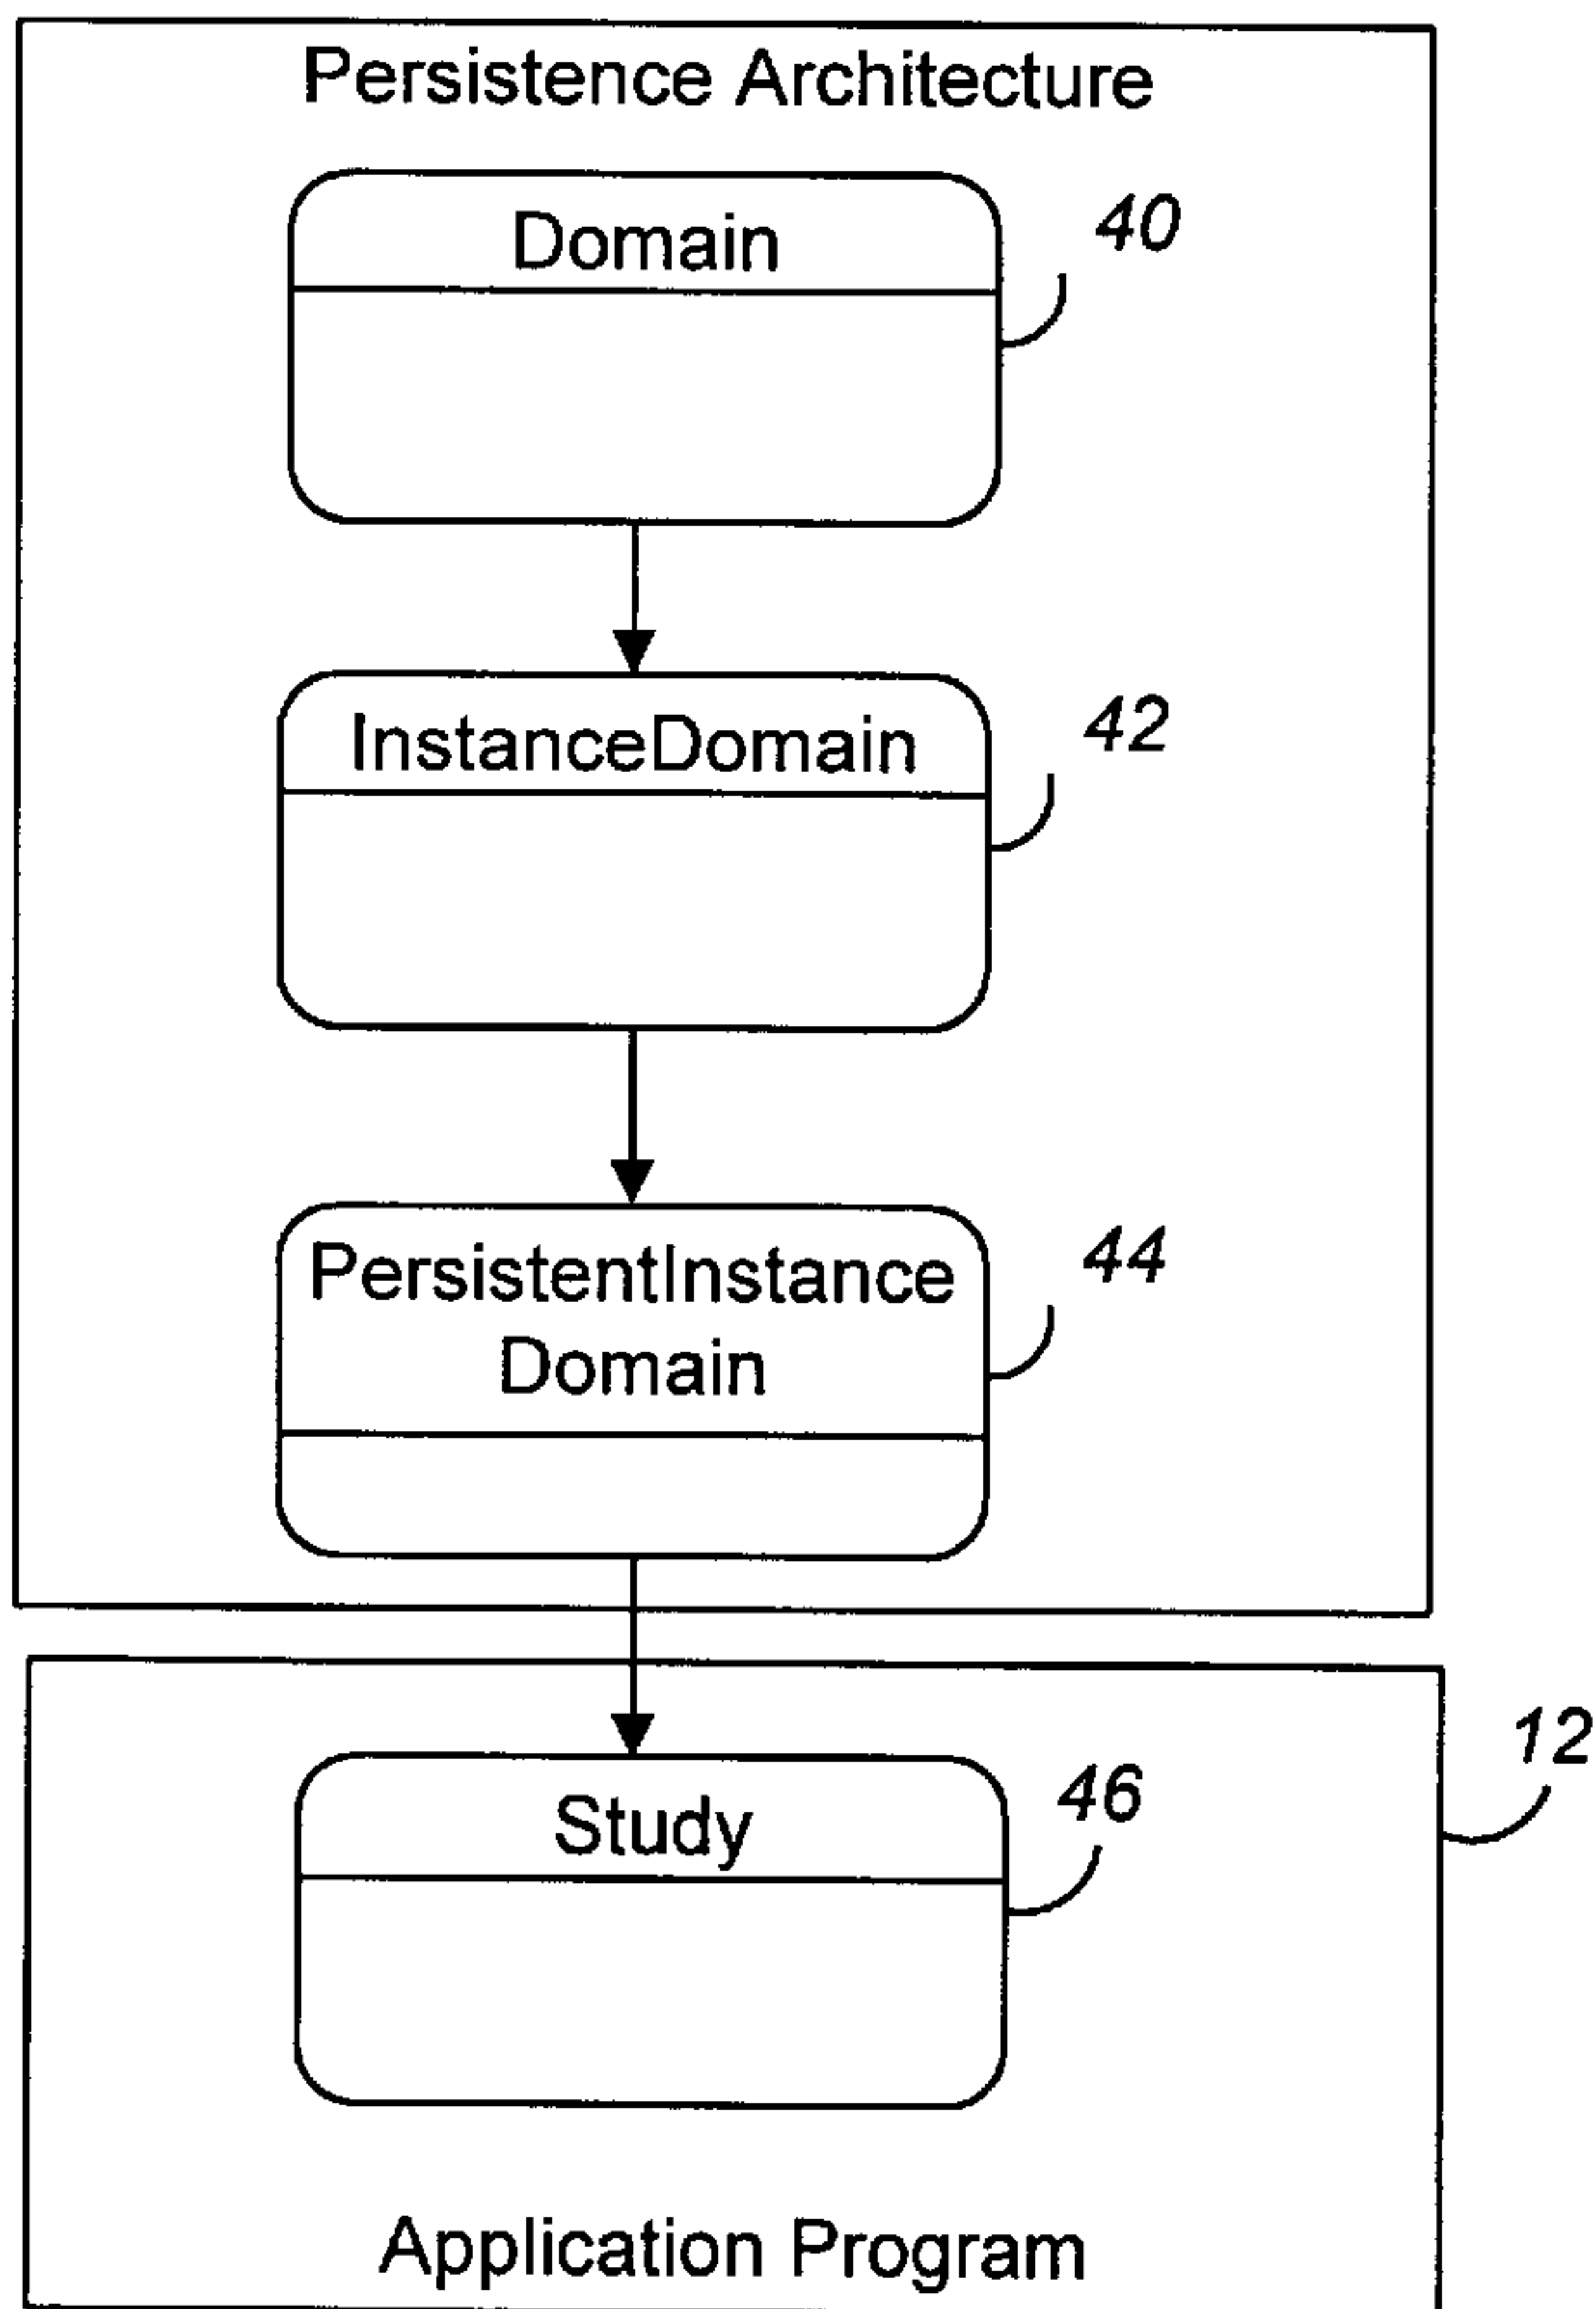 Persistence Architecture
Domain
40
InstanceDomain
42
PersistentInstance
Domain
44
12
Study
46
Application Program